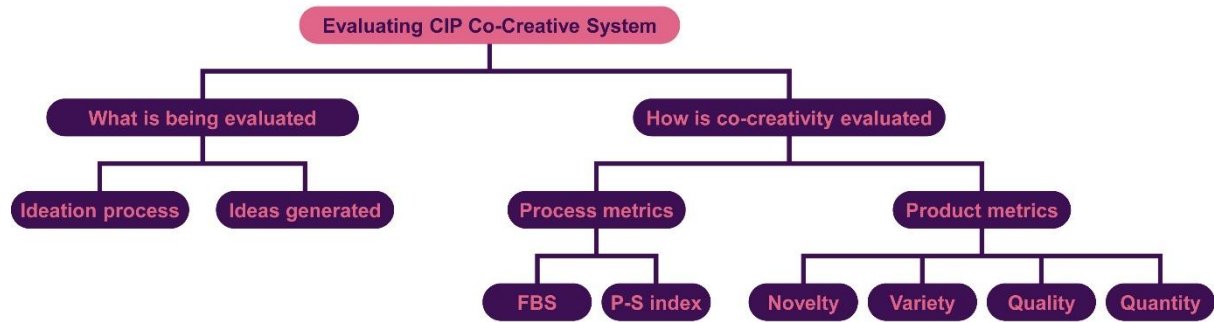 Evaluating CIP Co-Creative System
What is being evaluated
How is co-creativity evaluated
Ideation process
Ideas generated
Process metrics
Product metrics
FBS
P-S index
Novelty
Variety
Quality
Quantity